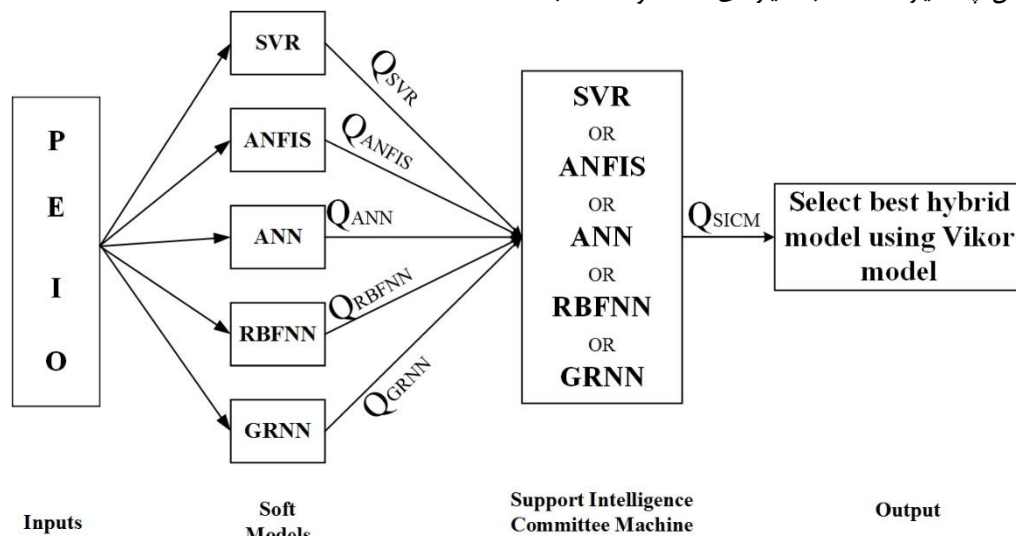 P
E
I
O
SVR
ANFIS
ANN
RBFNN
GRNN
Q_SVR
Q_ANFIS
Q_ANN
Q_RBFNN
Q_GRNN
SVR
OR
ANFIS
OR
ANN
OR
RBFNN
OR
GRNN
Q_SICM
Select best hybrid
model using Vikor
model
Inputs
Soft
Models
Support Intelligence
Committee Machine
Output